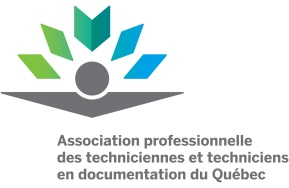 Association professionnelle
des techniciennes et techniciens
en documentation du Québec